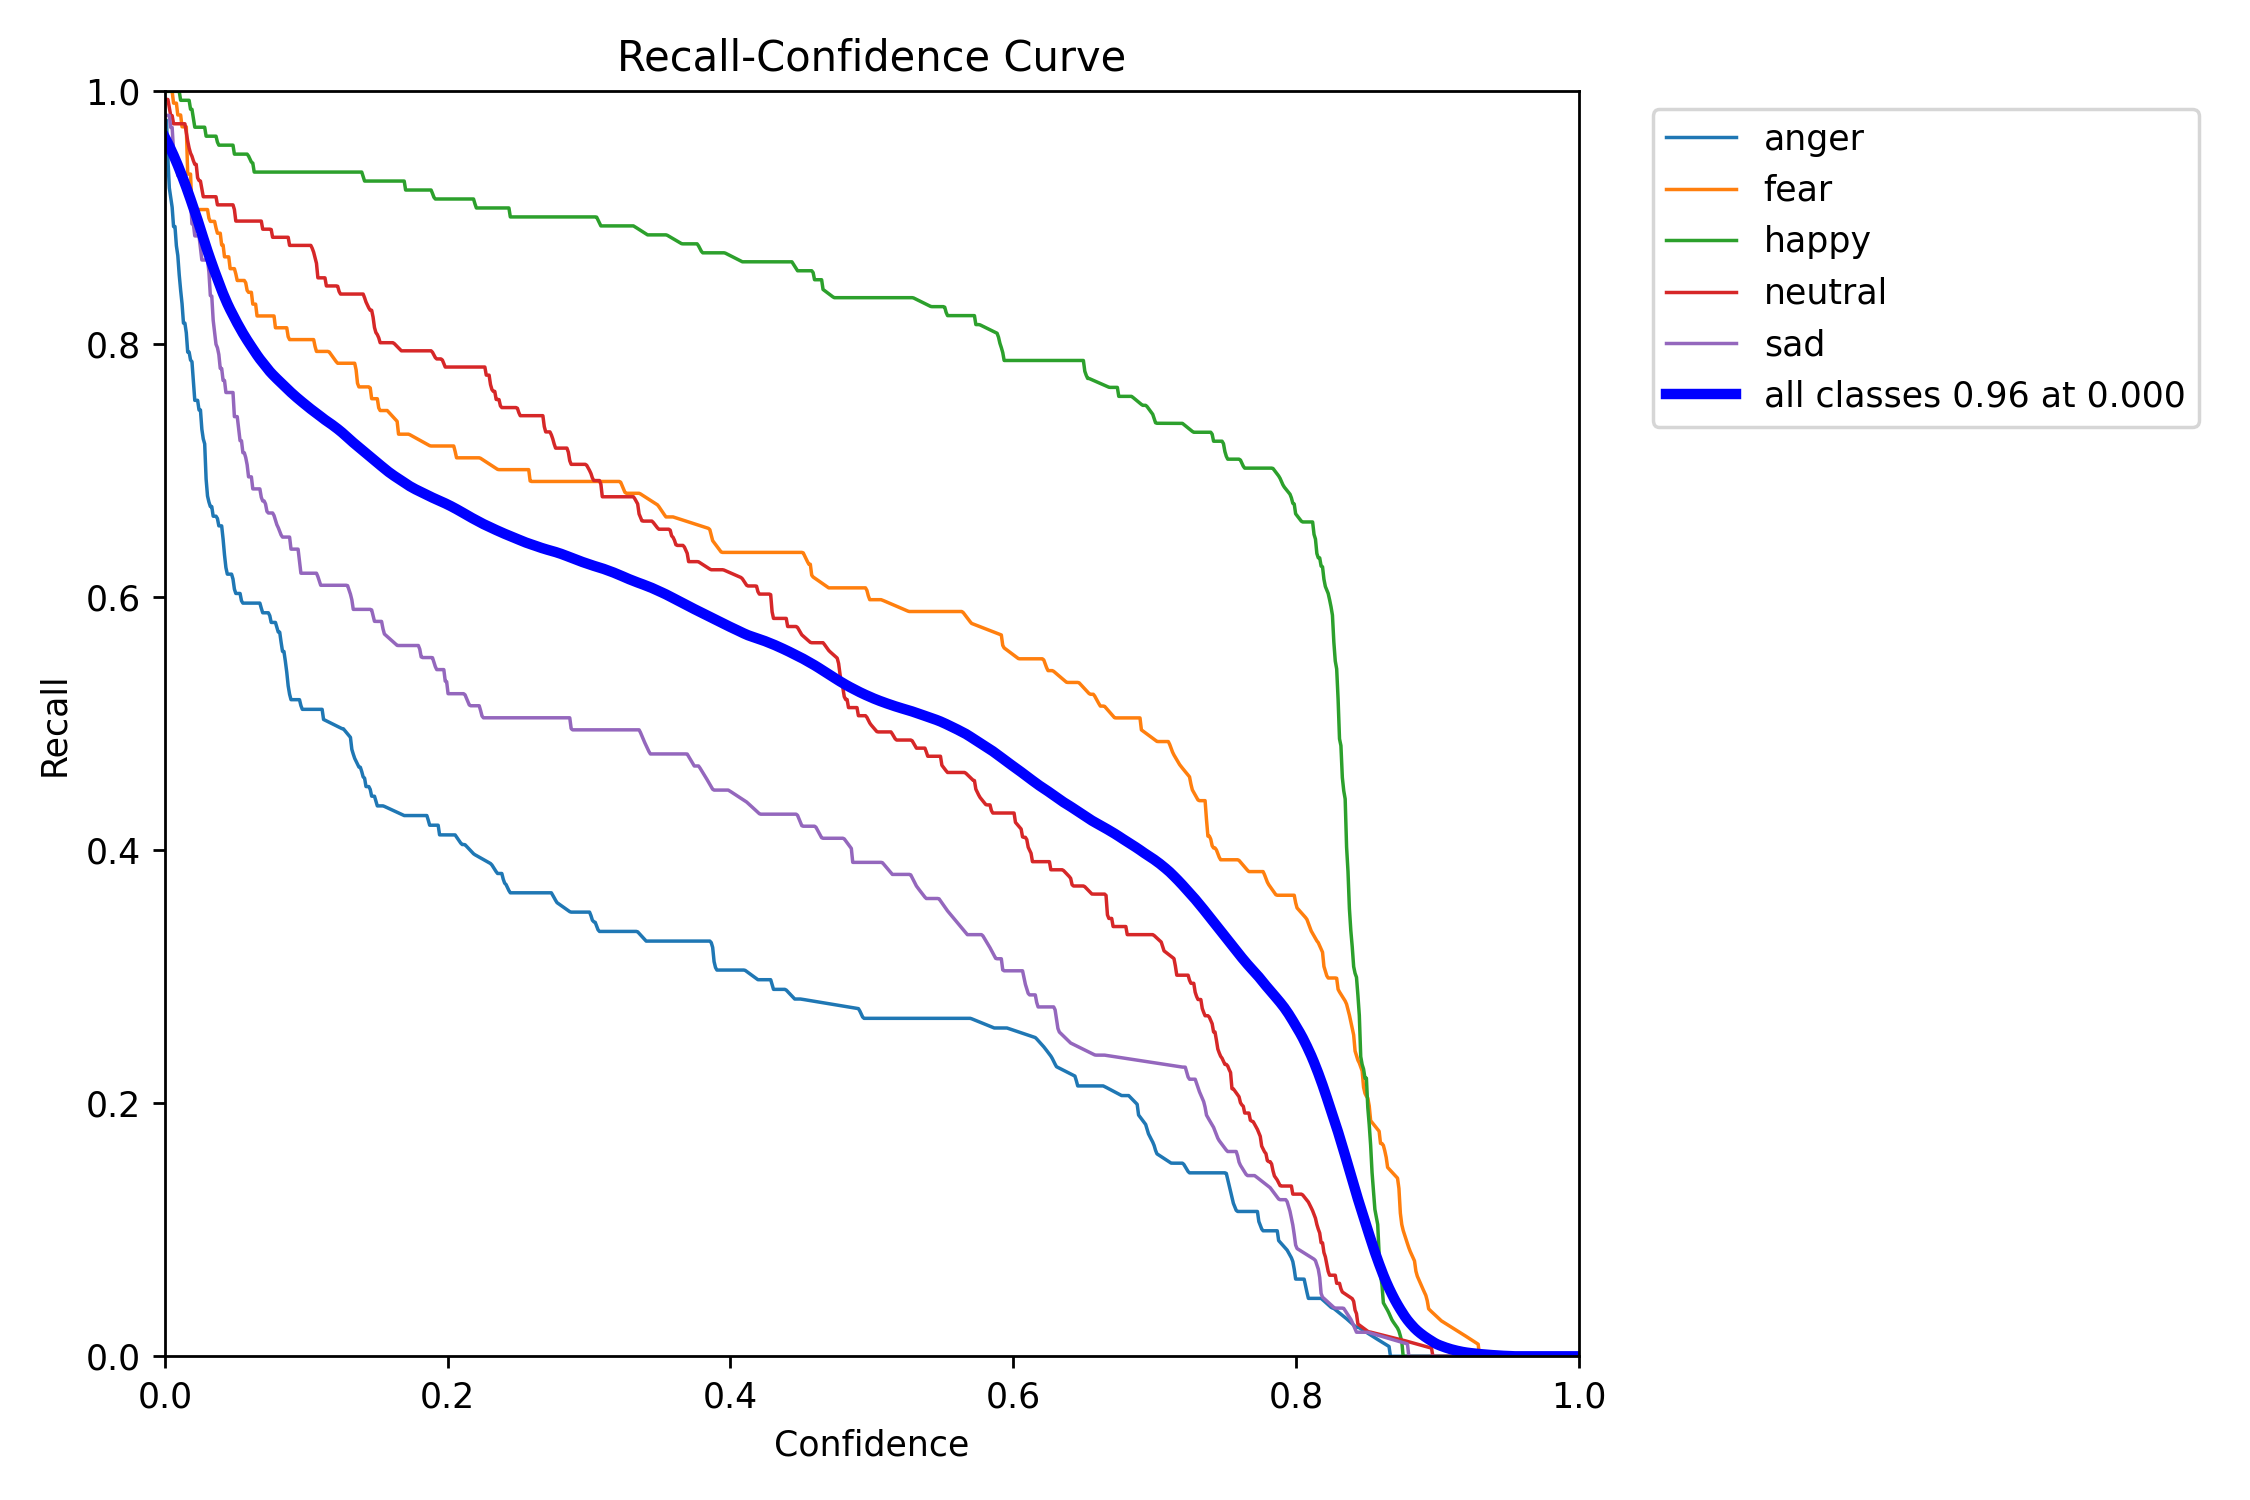 Recall-Confidence Curve
1.0
0.8
0.6
0.4
0.2
0.0
Recall
0.0 0.2 0.4 0.6 0.8 1.0
Confidence
anger
fear
happy
neutral
sad
all classes 0.96 at 0.000